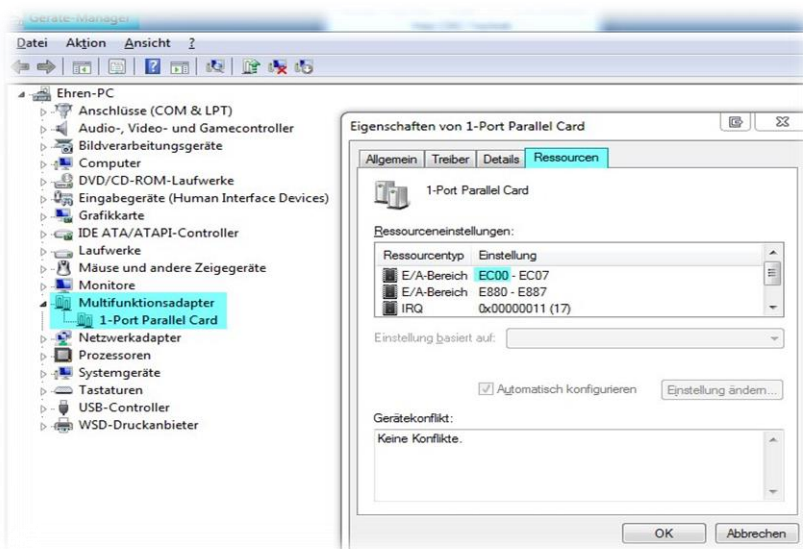 Geräte-Manager
Datei Aktion Ansicht ?
Ehren-PC
Anschlüsse (COM & LPT)
Audio-, Video- und Gamecontroller
Bildverarbeitungsgeräte
Computer
DVD/CD-ROM-Laufwerke
Eingabegeräte (Human Interface Devices)
Grafikkarte
IDE ATA/ATAPI-Controller
Laufwerke
Mäuse und andere Zeigegeräte
Monitore
Multifunktionsadapter
1-Port Parallel Card
Netzwerkadapter
Prozessoren
Systemgeräte
Tastaturen
USB-Controller
WSD-Druckanbieter
Eigenschaften von 1-Port Parallel Card
Allgemein Treiber Details Ressourcen
1-Port Parallel Card
Ressourceneinstellungen:
Ressourcentyp Einstellung
E/A-Bereich EC00 - EC07
E/A-Bereich E880 - E887
IRQ 0x00000011 (17)
Einstellung basiert auf:
Automatisch konfigurieren Einstellung ändern...
Gerätekonflikt:
Keine Konflikte.
OK Abbrechen